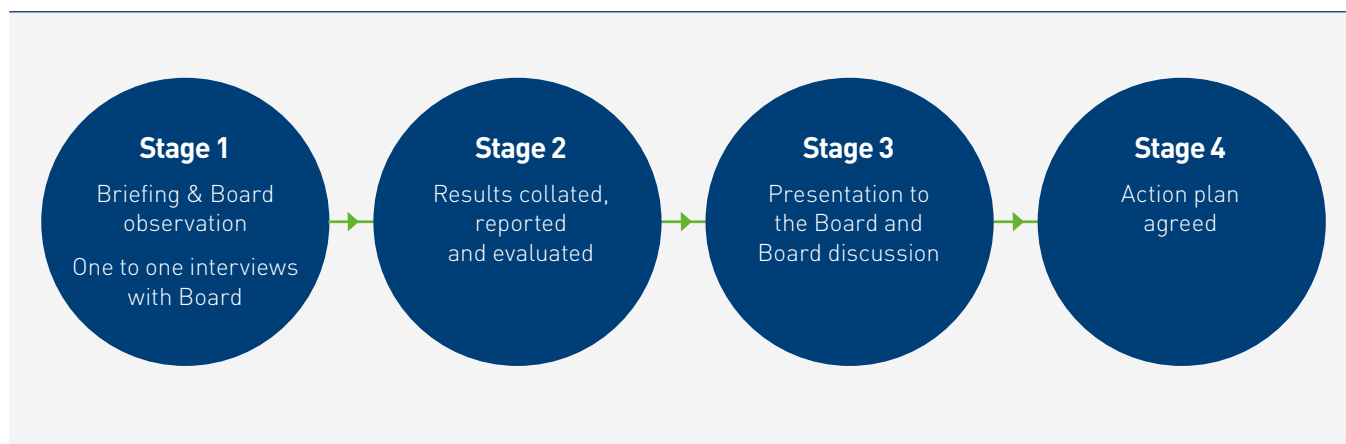 Stage 1
Briefing & Board
observation
One to one interviews
with Board
Stage 2
Results collated,
reported
and evaluated
Stage 3
Presentation to
the Board and
Board discussion
Stage 4
Action plan
agreed